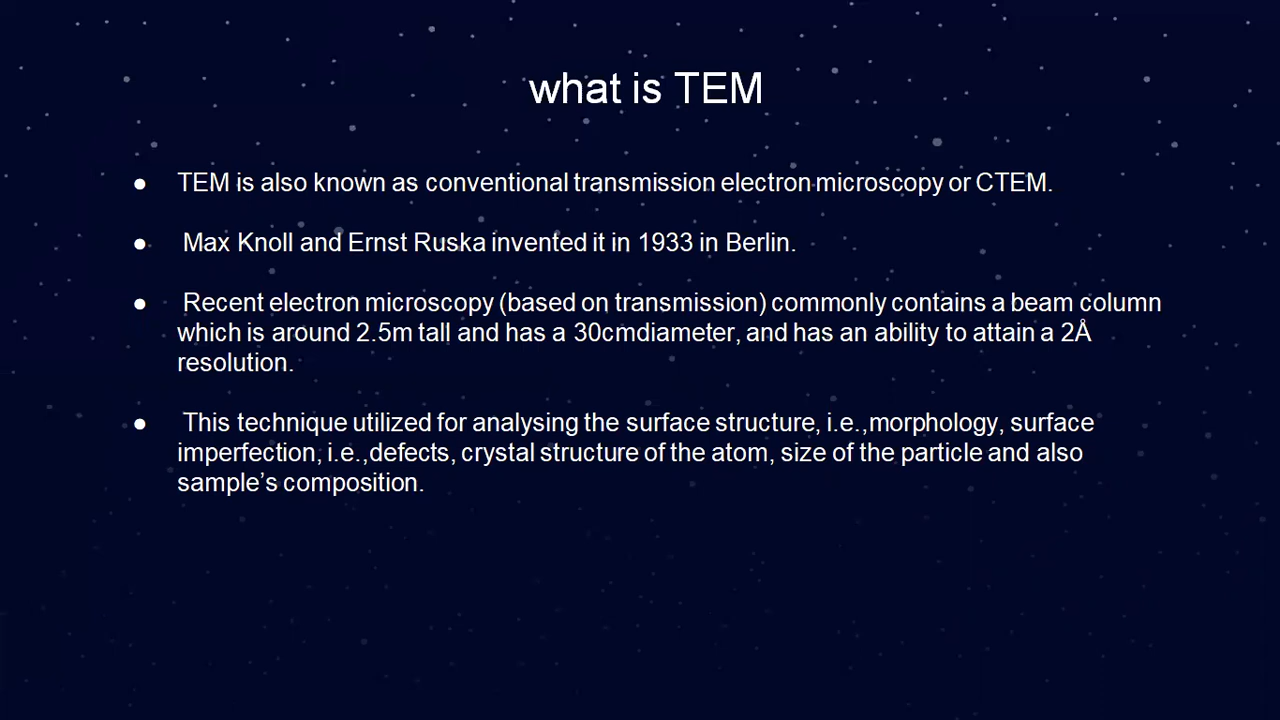 what is TEM
● TEM is also known as conventional transmission electron microscopy or CTEM.
● Max Knoll and Ernst Ruska invented it in 1933 in Berlin.
● Recent electron microscopy (based on transmission) commonly contains a beam column
which is around 2.5m tall and has a 30cmdiameter, and has an ability to attain a 2Å
resolution.
● This technique utilized for analysing the surface structure, i.e.,morphology, surface
imperfection, i.e.,defects, crystal structure of the atom, size of the particle and also
sample’s composition.